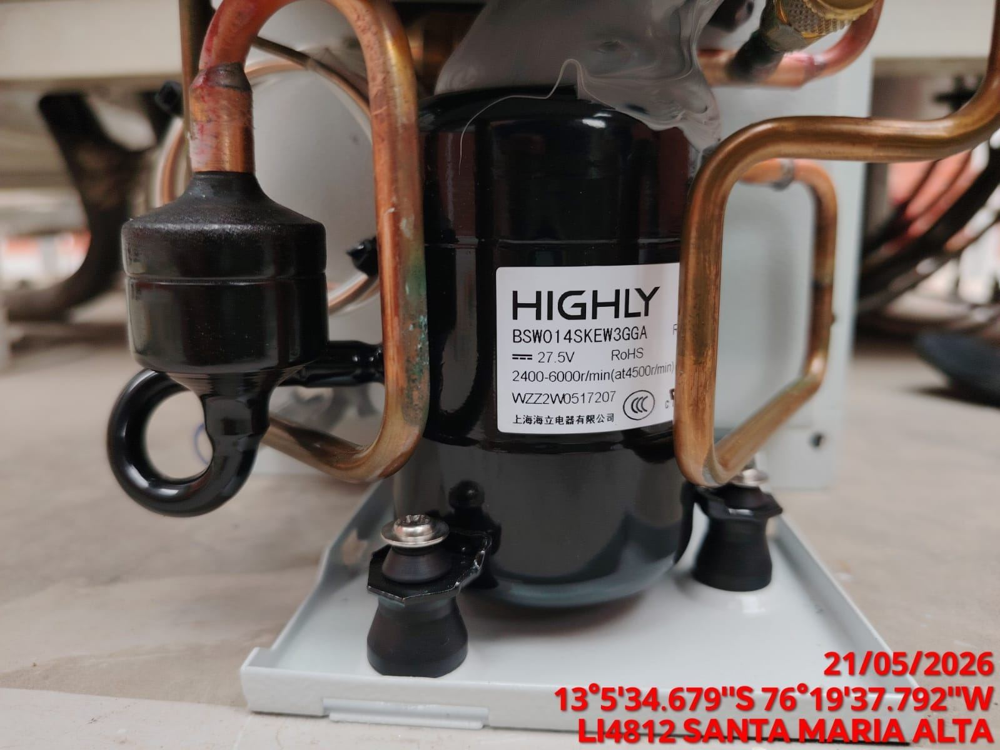 HIGHLY
BSW014SKEW3GGA
27.5V RoHS
2400-6000r/min(at4500r/min)
WZZ2W0517207
上海海立电器有限公司
21/05/2026
13°5'34.679"S 76°19'37.792"W
LI4812 SANTA MARIA ALTA